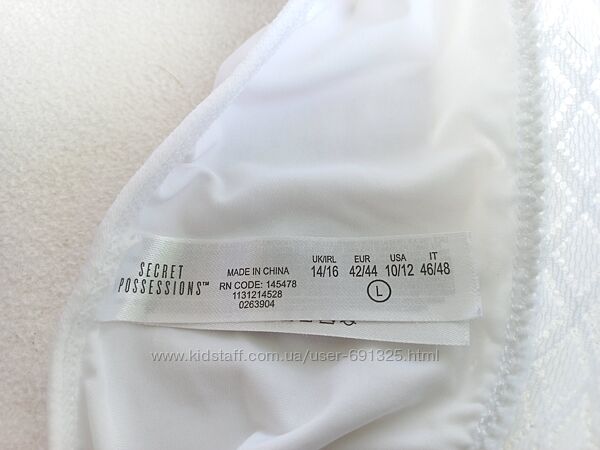 SECRET
POSSESSIONS™
MADE IN CHINA
RN CODE: 145478
1131214528
0263904
UK/IRL EUR USA IT
14/16 42/44 10/12 46/48
L
www.kidstaff.com.ua/user-691325.html